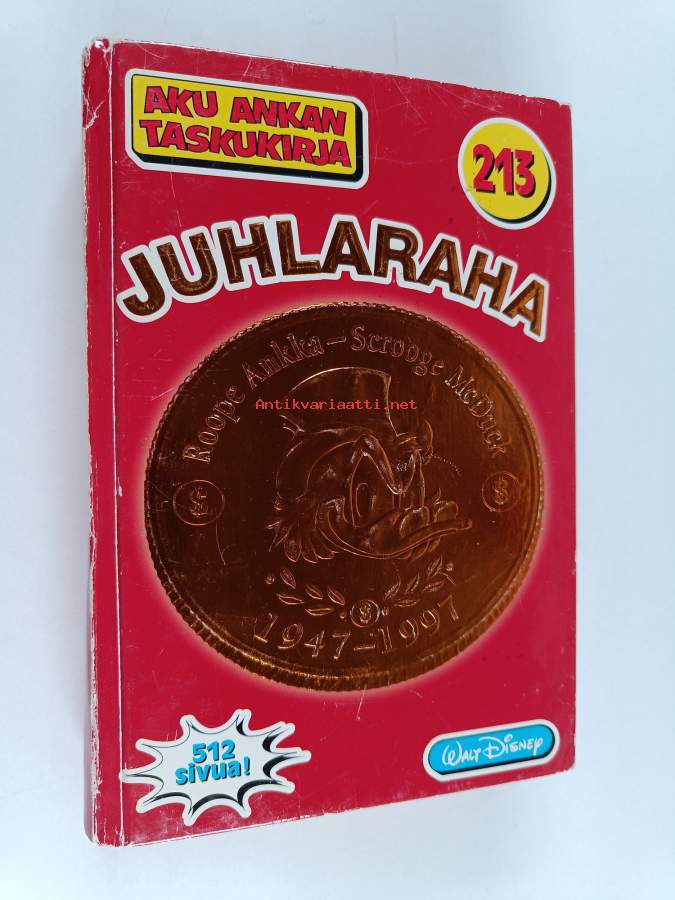 AKU ANKAN
TASKUKIRJA
213
JUHLARAHA
Roope Ankka – Scrooge McDuck
Antikvariaatti.net
$ $
$
1947–1997
512
sivua!
WALT DISNEY